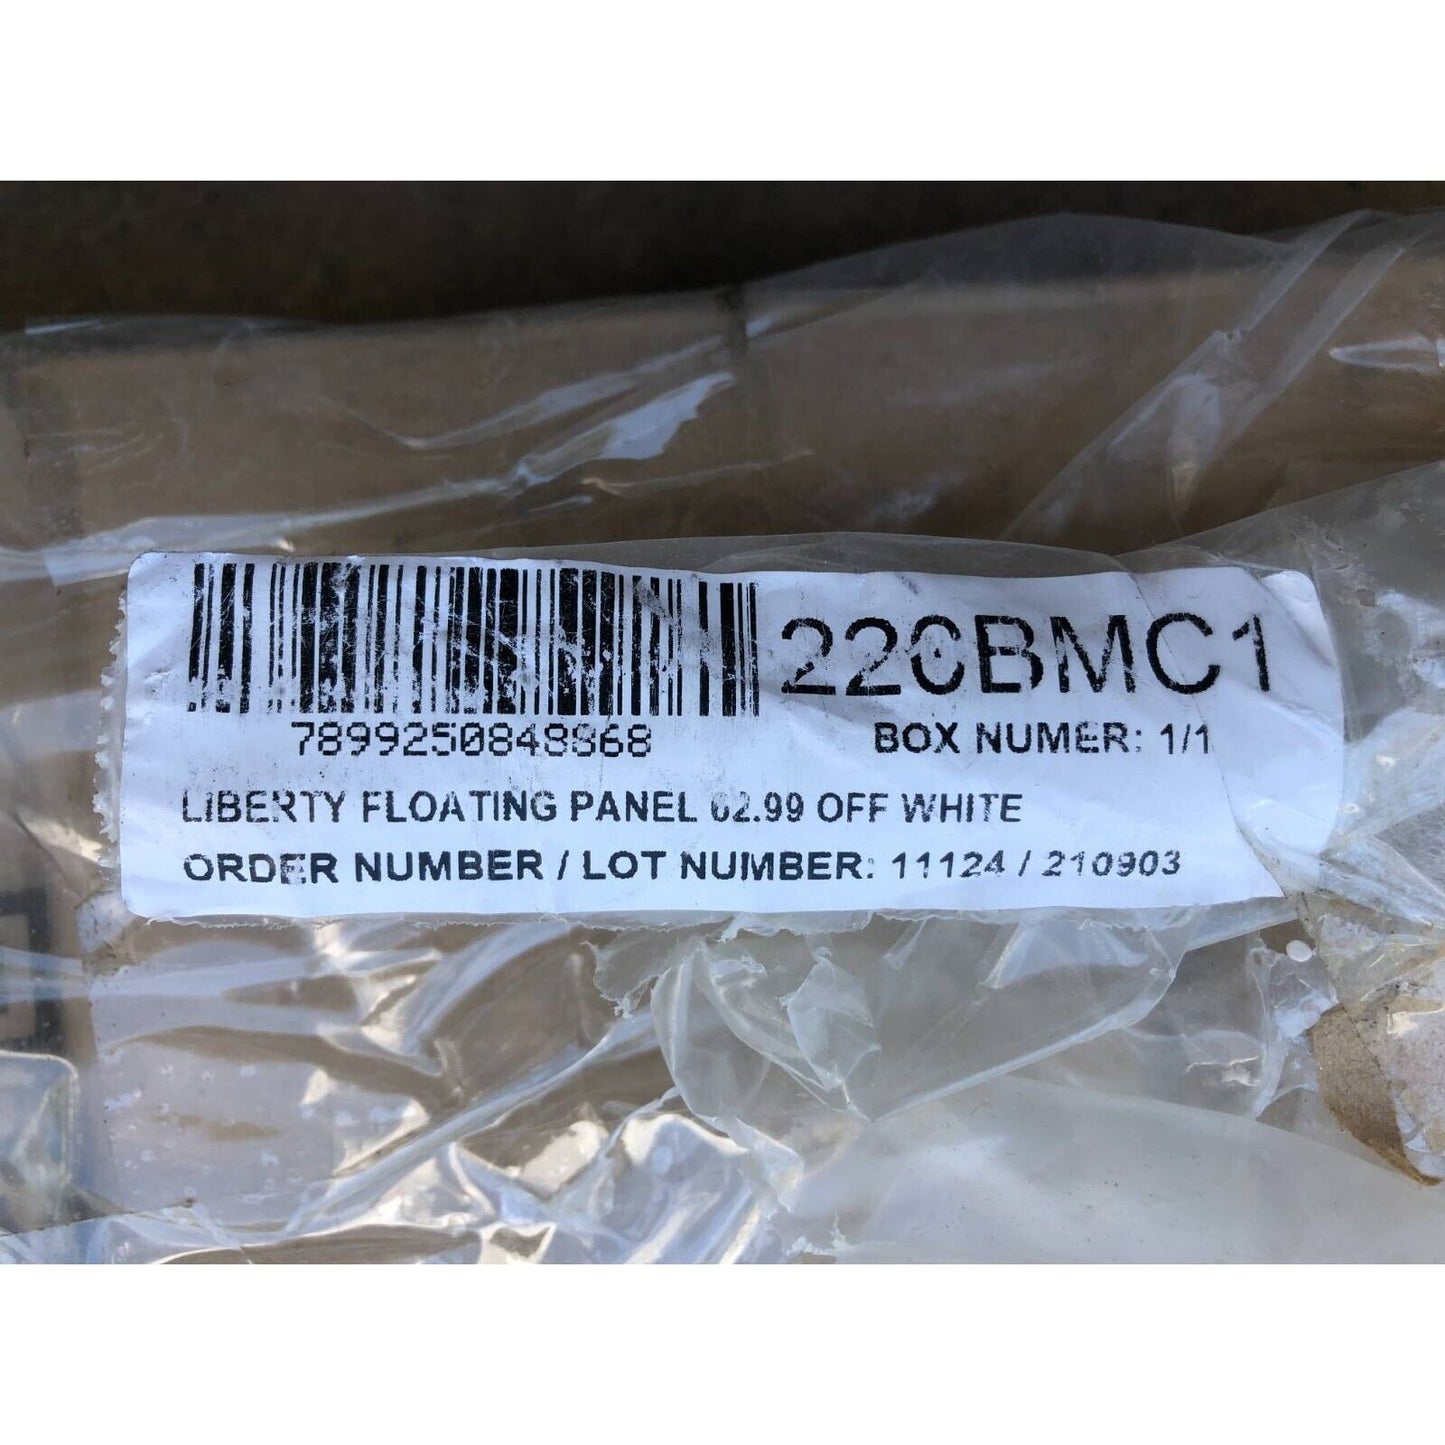 220BMC1
7899250848868
BOX NUMER: 1/1
LIBERTY FLOATING PANEL 62.99 OFF WHITE
ORDER NUMBER / LOT NUMBER: 11124 / 210903